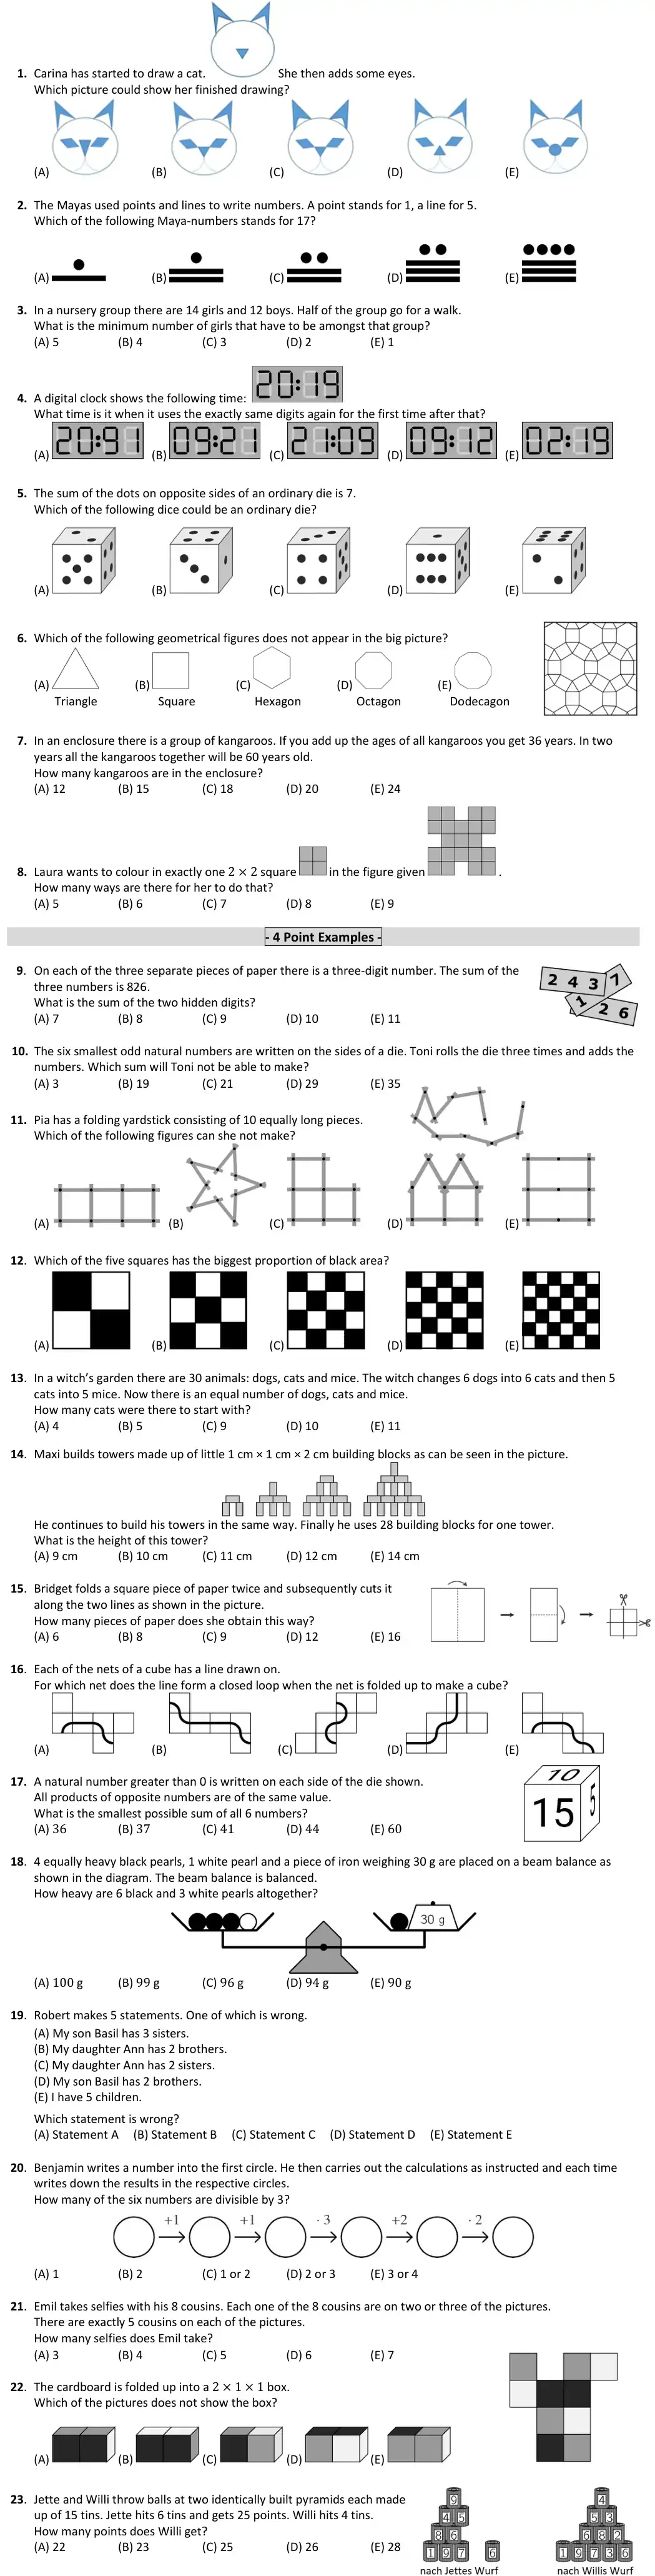 1. Carina has started to draw a cat. She then adds some eyes.
Which picture could show her finished drawing?
(A) (B) (C) (D) (E)
2. The Mayas used points and lines to write numbers. A point stands for 1, a line for 5.
Which of the following Maya-numbers stands for 17?
(A) (B) (C) (D) (E)
3. In a nursery group there are 14 girls and 12 boys. Half of the group go for a walk.
What is the minimum number of girls that have to be amongst that group?
(A) 5 (B) 4 (C) 3 (D) 2 (E) 1
4. A digital clock shows the following time: 20:19
What time is it when it uses the exactly same digits again for the first time after that?
(A) 20:91 (B) 09:21 (C) 21:09 (D) 09:12 (E) 02:19
5. The sum of the dots on opposite sides of an ordinary die is 7.
Which of the following dice could be an ordinary die?
(A) (B) (C) (D) (E)
6. Which of the following geometrical figures does not appear in the big picture?
(A) (B) (C) (D) (E)
Triangle Square Hexagon Octagon Dodecagon
7. In an enclosure there is a group of kangaroos. If you add up the ages of all kangaroos you get 36 years. In two
years all the kangaroos together will be 60 years old.
How many kangaroos are in the enclosure?
(A) 12 (B) 15 (C) 18 (D) 20 (E) 24
8. Laura wants to colour in exactly one 2 × 2 square in the figure given .
How many ways are there for her to do that?
(A) 5 (B) 6 (C) 7 (D) 8 (E) 9
- 4 Point Examples -
9. On each of the three separate pieces of paper there is a three-digit number. The sum of the
three numbers is 826.
What is the sum of the two hidden digits?
(A) 7 (B) 8 (C) 9 (D) 10 (E) 11
2 4 3 7
1 2 6
10. The six smallest odd natural numbers are written on the sides of a die. Toni rolls the die three times and adds the
numbers. Which sum will Toni not be able to make?
(A) 3 (B) 19 (C) 21 (D) 29 (E) 35
11. Pia has a folding yardstick consisting of 10 equally long pieces.
Which of the following figures can she not make?
(A) (B) (C) (D) (E)
12. Which of the five squares has the biggest proportion of black area?
(A) (B) (C) (D) (E)
13. In a witch's garden there are 30 animals: dogs, cats and mice. The witch changes 6 dogs into 6 cats and then 5
cats into 5 mice. Now there is an equal number of dogs, cats and mice.
How many cats were there to start with?
(A) 4 (B) 5 (C) 9 (D) 10 (E) 11
14. Maxi builds towers made up of little 1 cm × 1 cm × 2 cm building blocks as can be seen in the picture.
He continues to build his towers in the same way. Finally he uses 28 building blocks for one tower.
What is the height of this tower?
(A) 9 cm (B) 10 cm (C) 11 cm (D) 12 cm (E) 14 cm
15. Bridget folds a square piece of paper twice and subsequently cuts it
along the two lines as shown in the picture.
How many pieces of paper does she obtain this way?
(A) 6 (B) 8 (C) 9 (D) 12 (E) 16
16. Each of the nets of a cube has a line drawn on.
For which net does the line form a closed loop when the net is folded up to make a cube?
(A) (B) (C) (D) (E)
17. A natural number greater than 0 is written on each side of the die shown.
All products of opposite numbers are of the same value.
What is the smallest possible sum of all 6 numbers?
(A) 36 (B) 37 (C) 41 (D) 44 (E) 60
10
15 5
18. 4 equally heavy black pearls, 1 white pearl and a piece of iron weighing 30 g are placed on a beam balance as
shown in the diagram. The beam balance is balanced.
How heavy are 6 black and 3 white pearls altogether?
30 g
(A) 100 g (B) 99 g (C) 96 g (D) 94 g (E) 90 g
19. Robert makes 5 statements. One of which is wrong.
(A) My son Basil has 3 sisters.
(B) My daughter Ann has 2 brothers.
(C) My daughter Ann has 2 sisters.
(D) My son Basil has 2 brothers.
(E) I have 5 children.
Which statement is wrong?
(A) Statement A (B) Statement B (C) Statement C (D) Statement D (E) Statement E
20. Benjamin writes a number into the first circle. He then carries out the calculations as instructed and each time
writes down the results in the respective circles.
How many of the six numbers are divisible by 3?
+1 +1 · 3 +2 · 2
(A) 1 (B) 2 (C) 1 or 2 (D) 2 or 3 (E) 3 or 4
21. Emil takes selfies with his 8 cousins. Each one of the 8 cousins are on two or three of the pictures.
There are exactly 5 cousins on each of the pictures.
How many selfies does Emil take?
(A) 3 (B) 4 (C) 5 (D) 6 (E) 7
22. The cardboard is folded up into a 2 × 1 × 1 box.
Which of the pictures does not show the box?
(A) (B) (C) (D) (E)
23. Jette and Willi throw balls at two identically built pyramids each made
up of 15 tins. Jette hits 6 tins and gets 25 points. Willi hits 4 tins.
How many points does Willi get?
(A) 22 (B) 23 (C) 25 (D) 26 (E) 28
9
4 5
8 6
1 9 7 6
nach Jettes Wurf
4
5 3
6 8 2
1 9 7 3 6
nach Willis Wurf